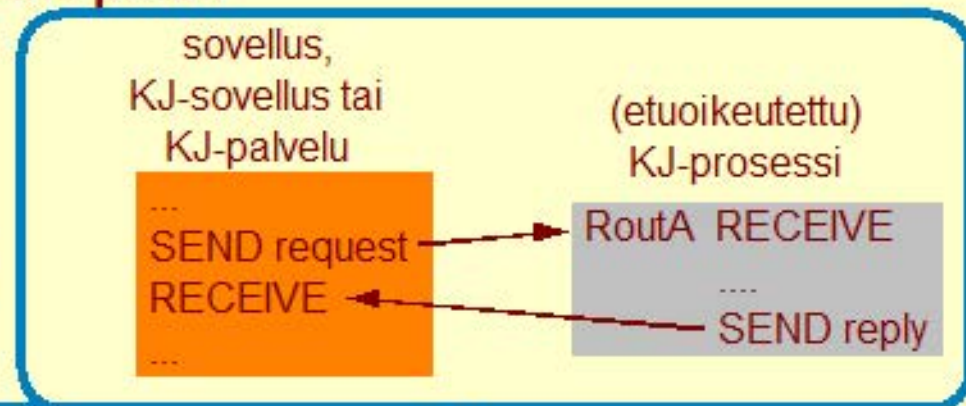 sovellus,
KJ-sovellus tai
KJ-palvelu
...
SEND request
RECEIVE
...
(etuoikeutettu)
KJ-prosessi
RoutA RECEIVE
....
SEND reply